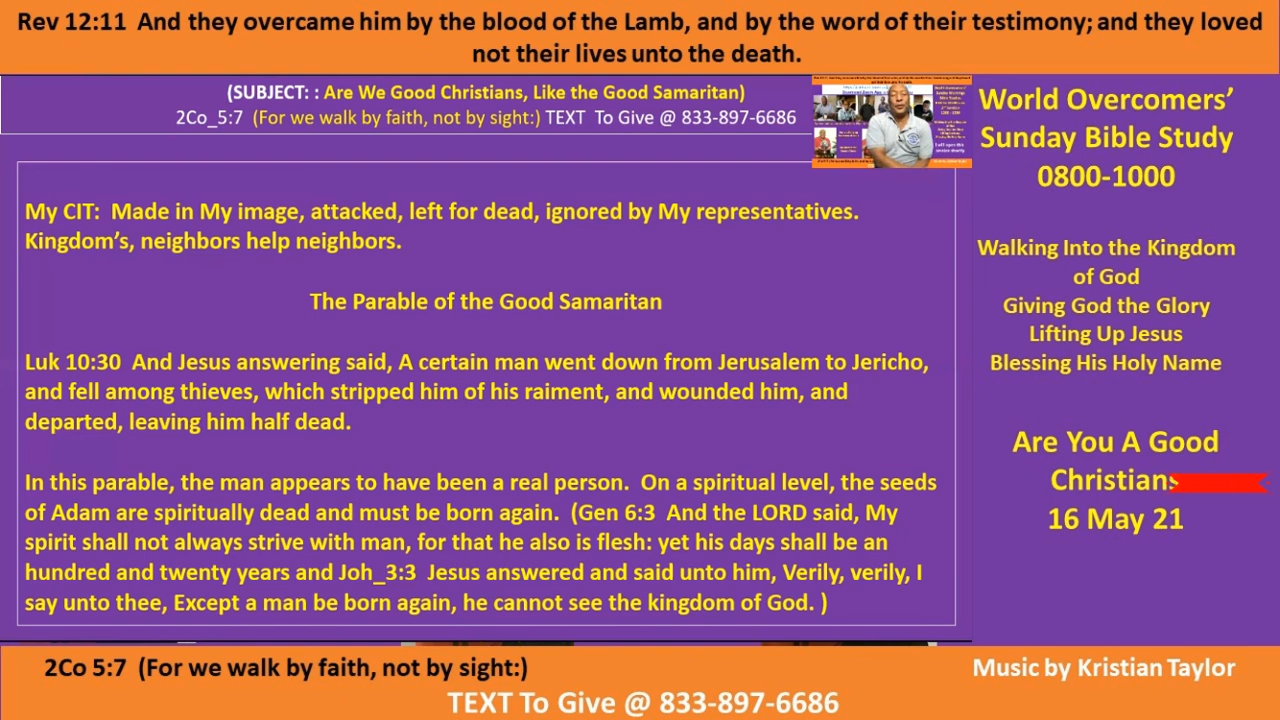 Rev 12:11  And they overcame him by the blood of the Lamb, and by the word of their testimony; and they loved
not their lives unto the death.
(SUBJECT: : Are We Good Christians, Like the Good Samaritan)
2Co_5:7  (For we walk by faith, not by sight:) TEXT  To Give @ 833-897-6686
My CIT:  Made in My image, attacked, left for dead, ignored by My representatives.
Kingdom's, neighbors help neighbors.
The Parable of the Good Samaritan
Luk 10:30  And Jesus answering said, A certain man went down from Jerusalem to Jericho,
and fell among thieves, which stripped him of his raiment, and wounded him, and
departed, leaving him half dead.
In this parable, the man appears to have been a real person.  On a spiritual level, the seeds
of Adam are spiritually dead and must be born again.  (Gen 6:3  And the LORD said, My
spirit shall not always strive with man, for that he also is flesh: yet his days shall be an
hundred and twenty years and Joh_3:3  Jesus answered and said unto him, Verily, verily, I
say unto thee, Except a man be born again, he cannot see the kingdom of God. )
World Overcomers'
Sunday Bible Study
0800-1000
Walking Into the Kingdom
of God
Giving God the Glory
Lifting Up Jesus
Blessing His Holy Name
Are You A Good
Christians
16 May 21
2Co 5:7  (For we walk by faith, not by sight:)
Music by Kristian Taylor
TEXT To Give @ 833-897-6686